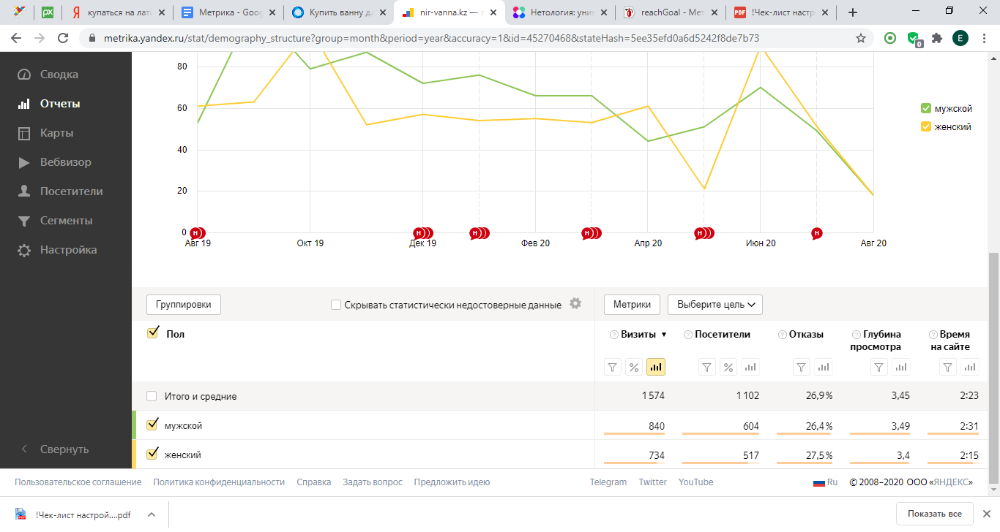 купаться на лати
Метрика - Goog
Купить ванну дл
nir-vanna.kz — г
Нетология: унив
reachGoal - Мет
!Чек-лист настр
metrika.yandex.ru/stat/demography_structure?group=month&period=year&accuracy=1&id=45270468&stateHash=5ee35efd0a6d5242f8de7b73
0
E
Сводка
Отчеты
Карты
Вебвизор
Посетители
Сегменты
Настройка
Свернуть
80
60
40
20
0
Авг 19
Окт 19
Дек 19
Фев 20
Апр 20
Июн 20
Авг 20
мужской
женский
Группировки
Скрывать статистически недостоверные данные
Метрики
Выберите цель
Пол
Визиты ▼
Посетители
Отказы
Глубина просмотра
Время на сайте
Итого и средние 1 574 1 102 26,9 % 3,45 2:23
мужской 840 604 26,4 % 3,49 2:31
женский 734 517 27,5 % 3,4 2:15
Пользовательское соглашение Политика конфиденциальности Справка Задать вопрос Предложить идею Telegram Twitter YouTube Ru © 2008–2020 ООО «ЯНДЕКС»
!Чек-лист настрой....pdf
Показать все